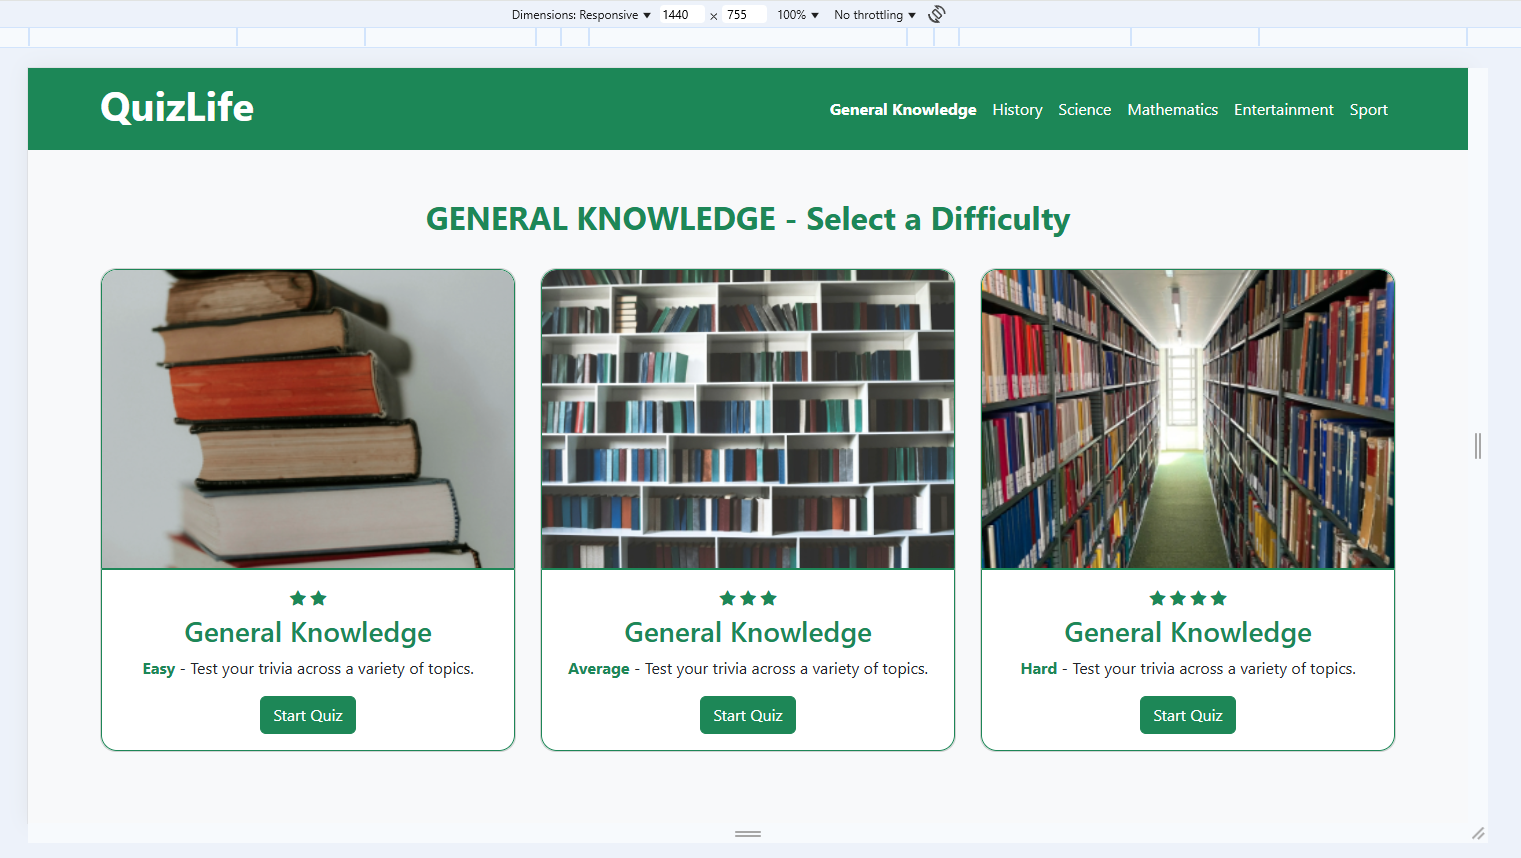 Dimensions: Responsive ▼ 1440 × 755 100% ▼ No throttling ▼
QuizLife
General Knowledge History Science Mathematics Entertainment Sport
GENERAL KNOWLEDGE - Select a Difficulty
General Knowledge
Easy - Test your trivia across a variety of topics.
Start Quiz
General Knowledge
Average - Test your trivia across a variety of topics.
Start Quiz
General Knowledge
Hard - Test your trivia across a variety of topics.
Start Quiz